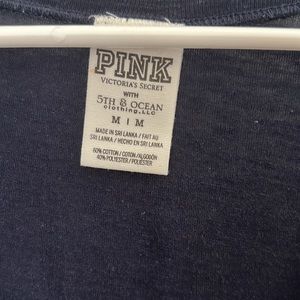 PINK
VICTORIA'S SECRET
WITH
5TH & OCEAN
clothing, LLC
M | M
MADE IN SRI LANKA / FAIT AU
SRI LANKA / HECHO EN SRI LANKA
60% COTTON / COTON /ALGODÓN
40% POLYESTER / POLIÉSTER